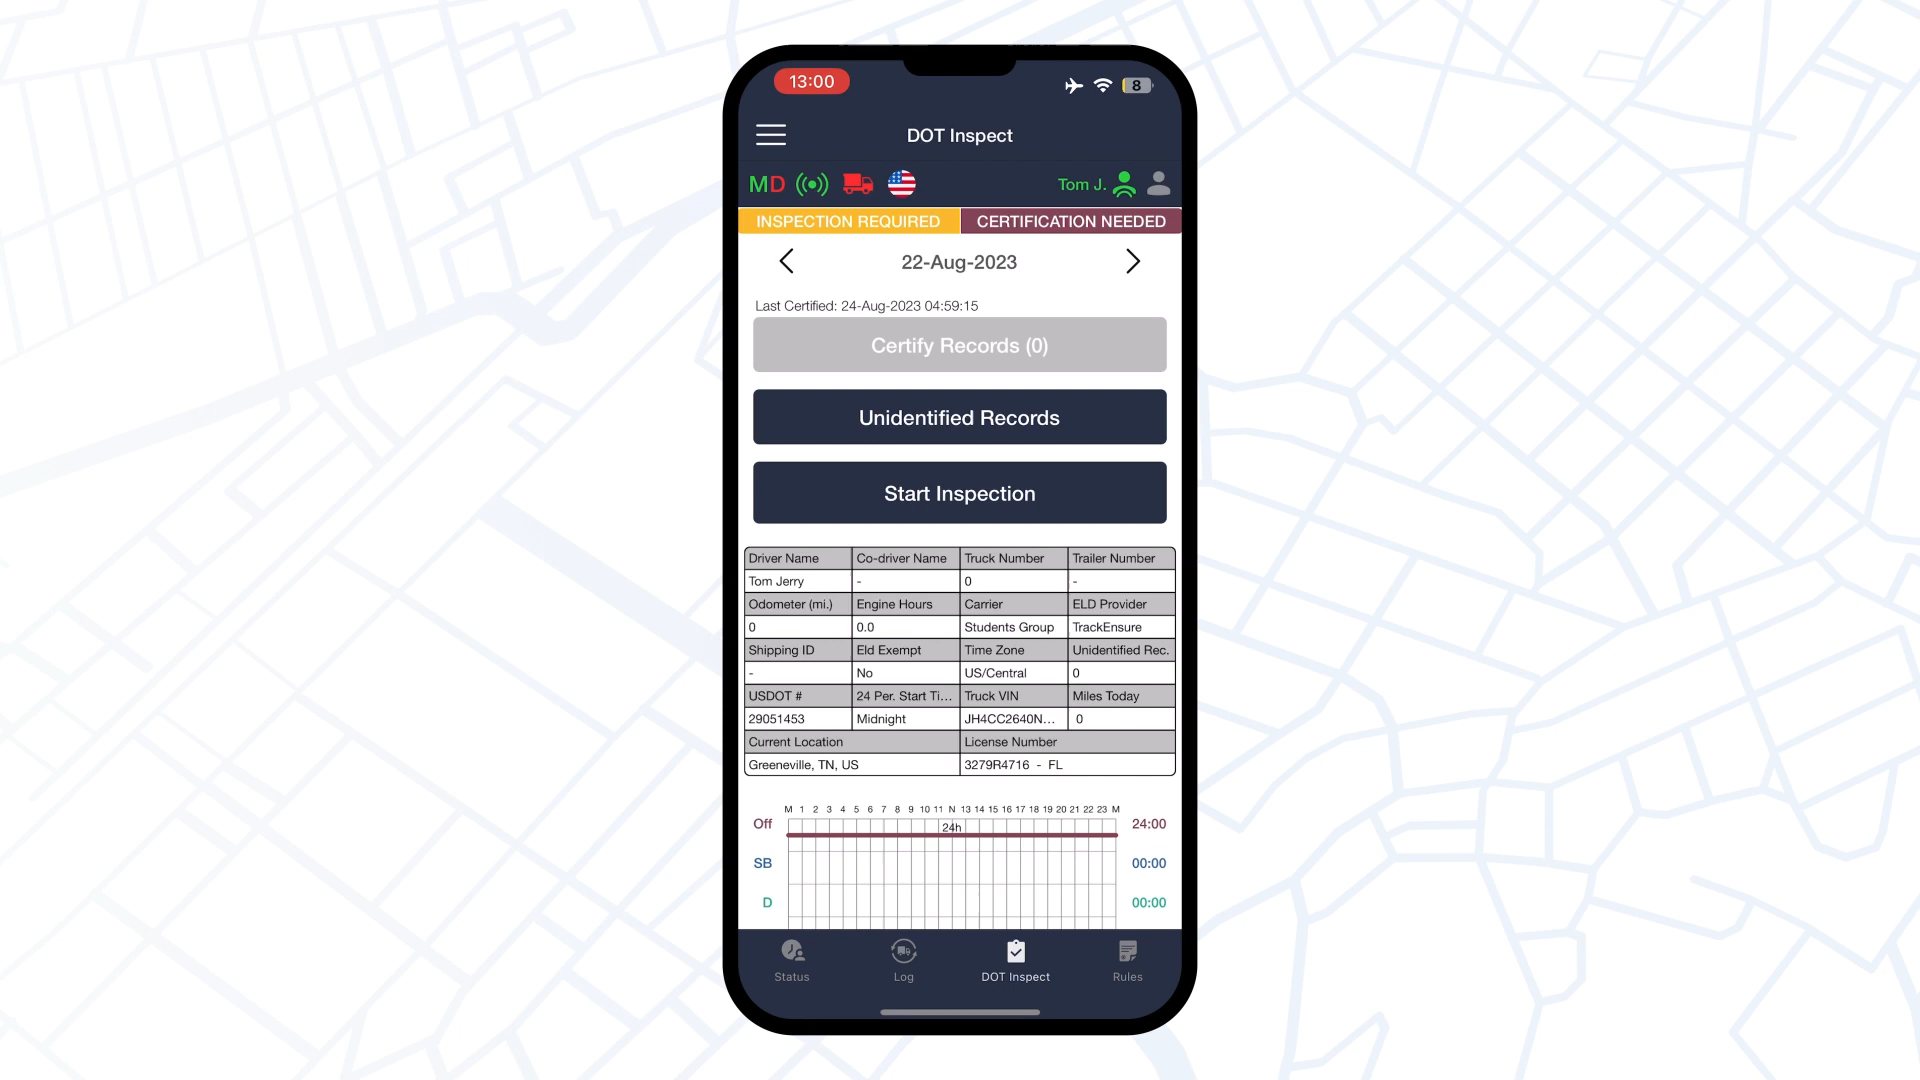 13:00
8
DOT Inspect
MD
Tom J.
INSPECTION REQUIRED CERTIFICATION NEEDED
22-Aug-2023
Last Certified: 24-Aug-2023 04:59:15
Certify Records (0)
Unidentified Records
Start Inspection
Driver Name Co-driver Name Truck Number Trailer Number
Tom Jerry - 0 -
Odometer (mi.) Engine Hours Carrier ELD Provider
0 0.0 Students Group TrackEnsure
Shipping ID Eld Exempt Time Zone Unidentified Rec.
- No US/Central 0
USDOT # 24 Per. Start Ti... Truck VIN Miles Today
29051453 Midnight JH4CC2640N... 0
Current Location License Number
Greeneville, TN, US 3279R4716 - FL
M 1 2 3 4 5 6 7 8 9 10 11 N 13 14 15 16 17 18 19 20 21 22 23 M
Off 24h 24:00
SB 00:00
D 00:00
Status Log DOT Inspect Rules